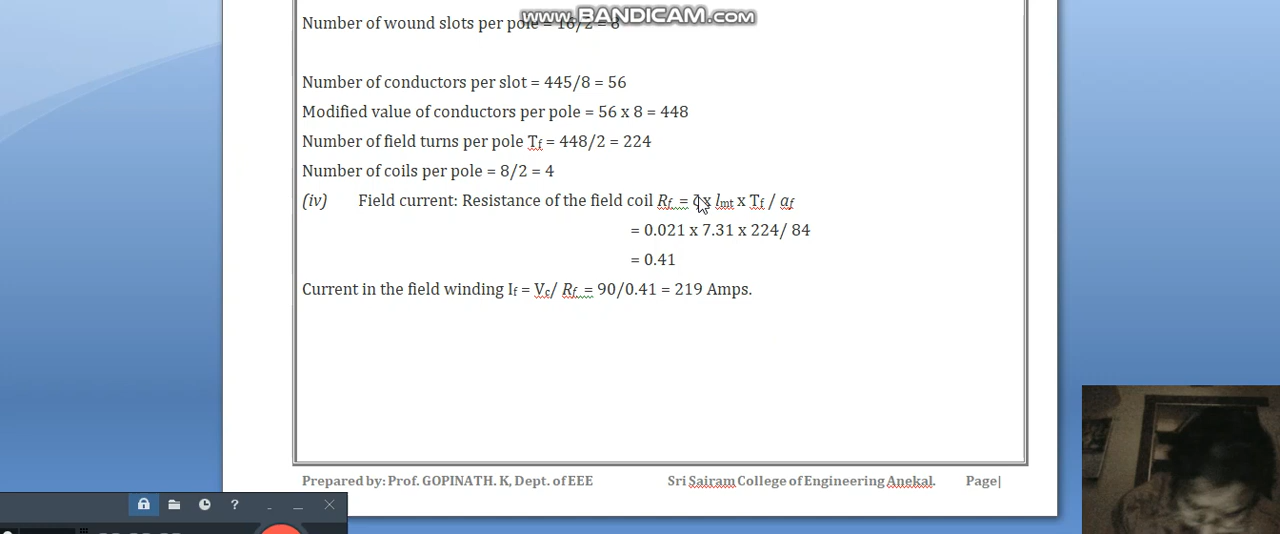 www.BANDICAM.com
Number of wound slots per pole = 16/2 = 8
Number of conductors per slot = 445/8 = 56
Modified value of conductors per pole = 56 x 8 = 448
Number of field turns per pole Tf = 448/2 = 224
Number of coils per pole = 8/2 = 4
(iv) Field current: Resistance of the field coil Rf = x lmt x Tf / af
= 0.021 x 7.31 x 224/ 84
= 0.41
Current in the field winding If = Vc/ Rf = 90/0.41 = 219 Amps.
Prepared by: Prof. GOPINATH. K, Dept. of EEE Sri Sairam College of Engineering Anekal. Page|